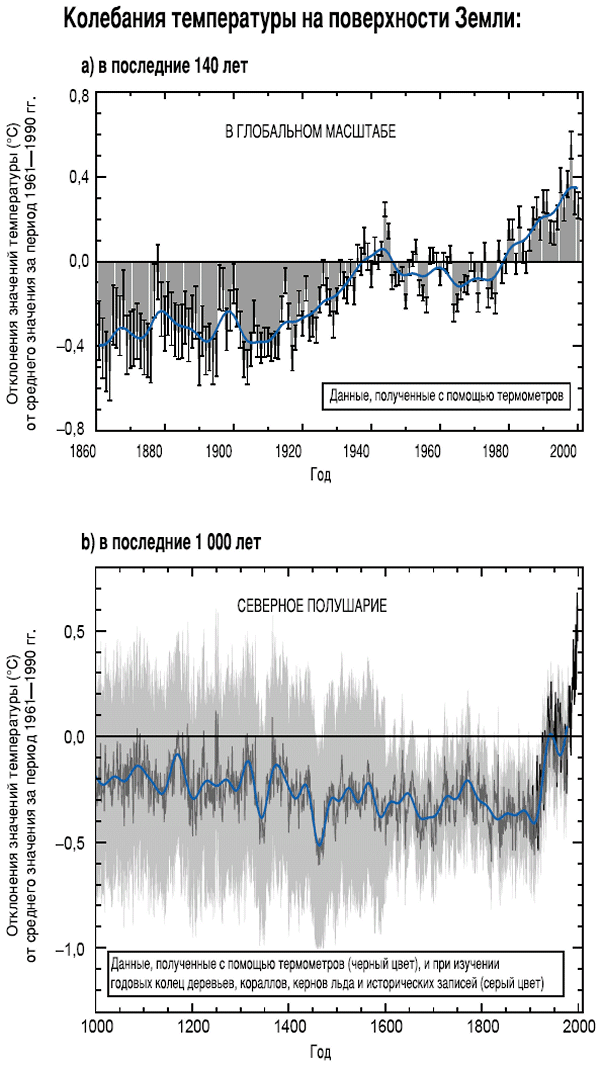 Колебания температуры на поверхности Земли:
a) в последние 140 лет
Отклонения значений температуры (°C)
от среднего значения за период 1961—1990 гг.
0,8
0,4
0,0
–0,4
–0,8
В ГЛОБАЛЬНОМ МАСШТАБЕ
Данные, полученные с помощью термометров
1860 1880 1900 1920 1940 1960 1980 2000
Год
b) в последние 1 000 лет
Отклонения значений температуры (°C)
от среднего значения за период 1961—1990 гг.
0,5
0,0
–0,5
–1,0
СЕВЕРНОЕ ПОЛУШАРИЕ
Данные, полученные с помощью термометров (черный цвет), и при изучении
годовых колец деревьев, кораллов, кернов льда и исторических записей (серый цвет)
1000 1200 1400 1600 1800 2000
Год